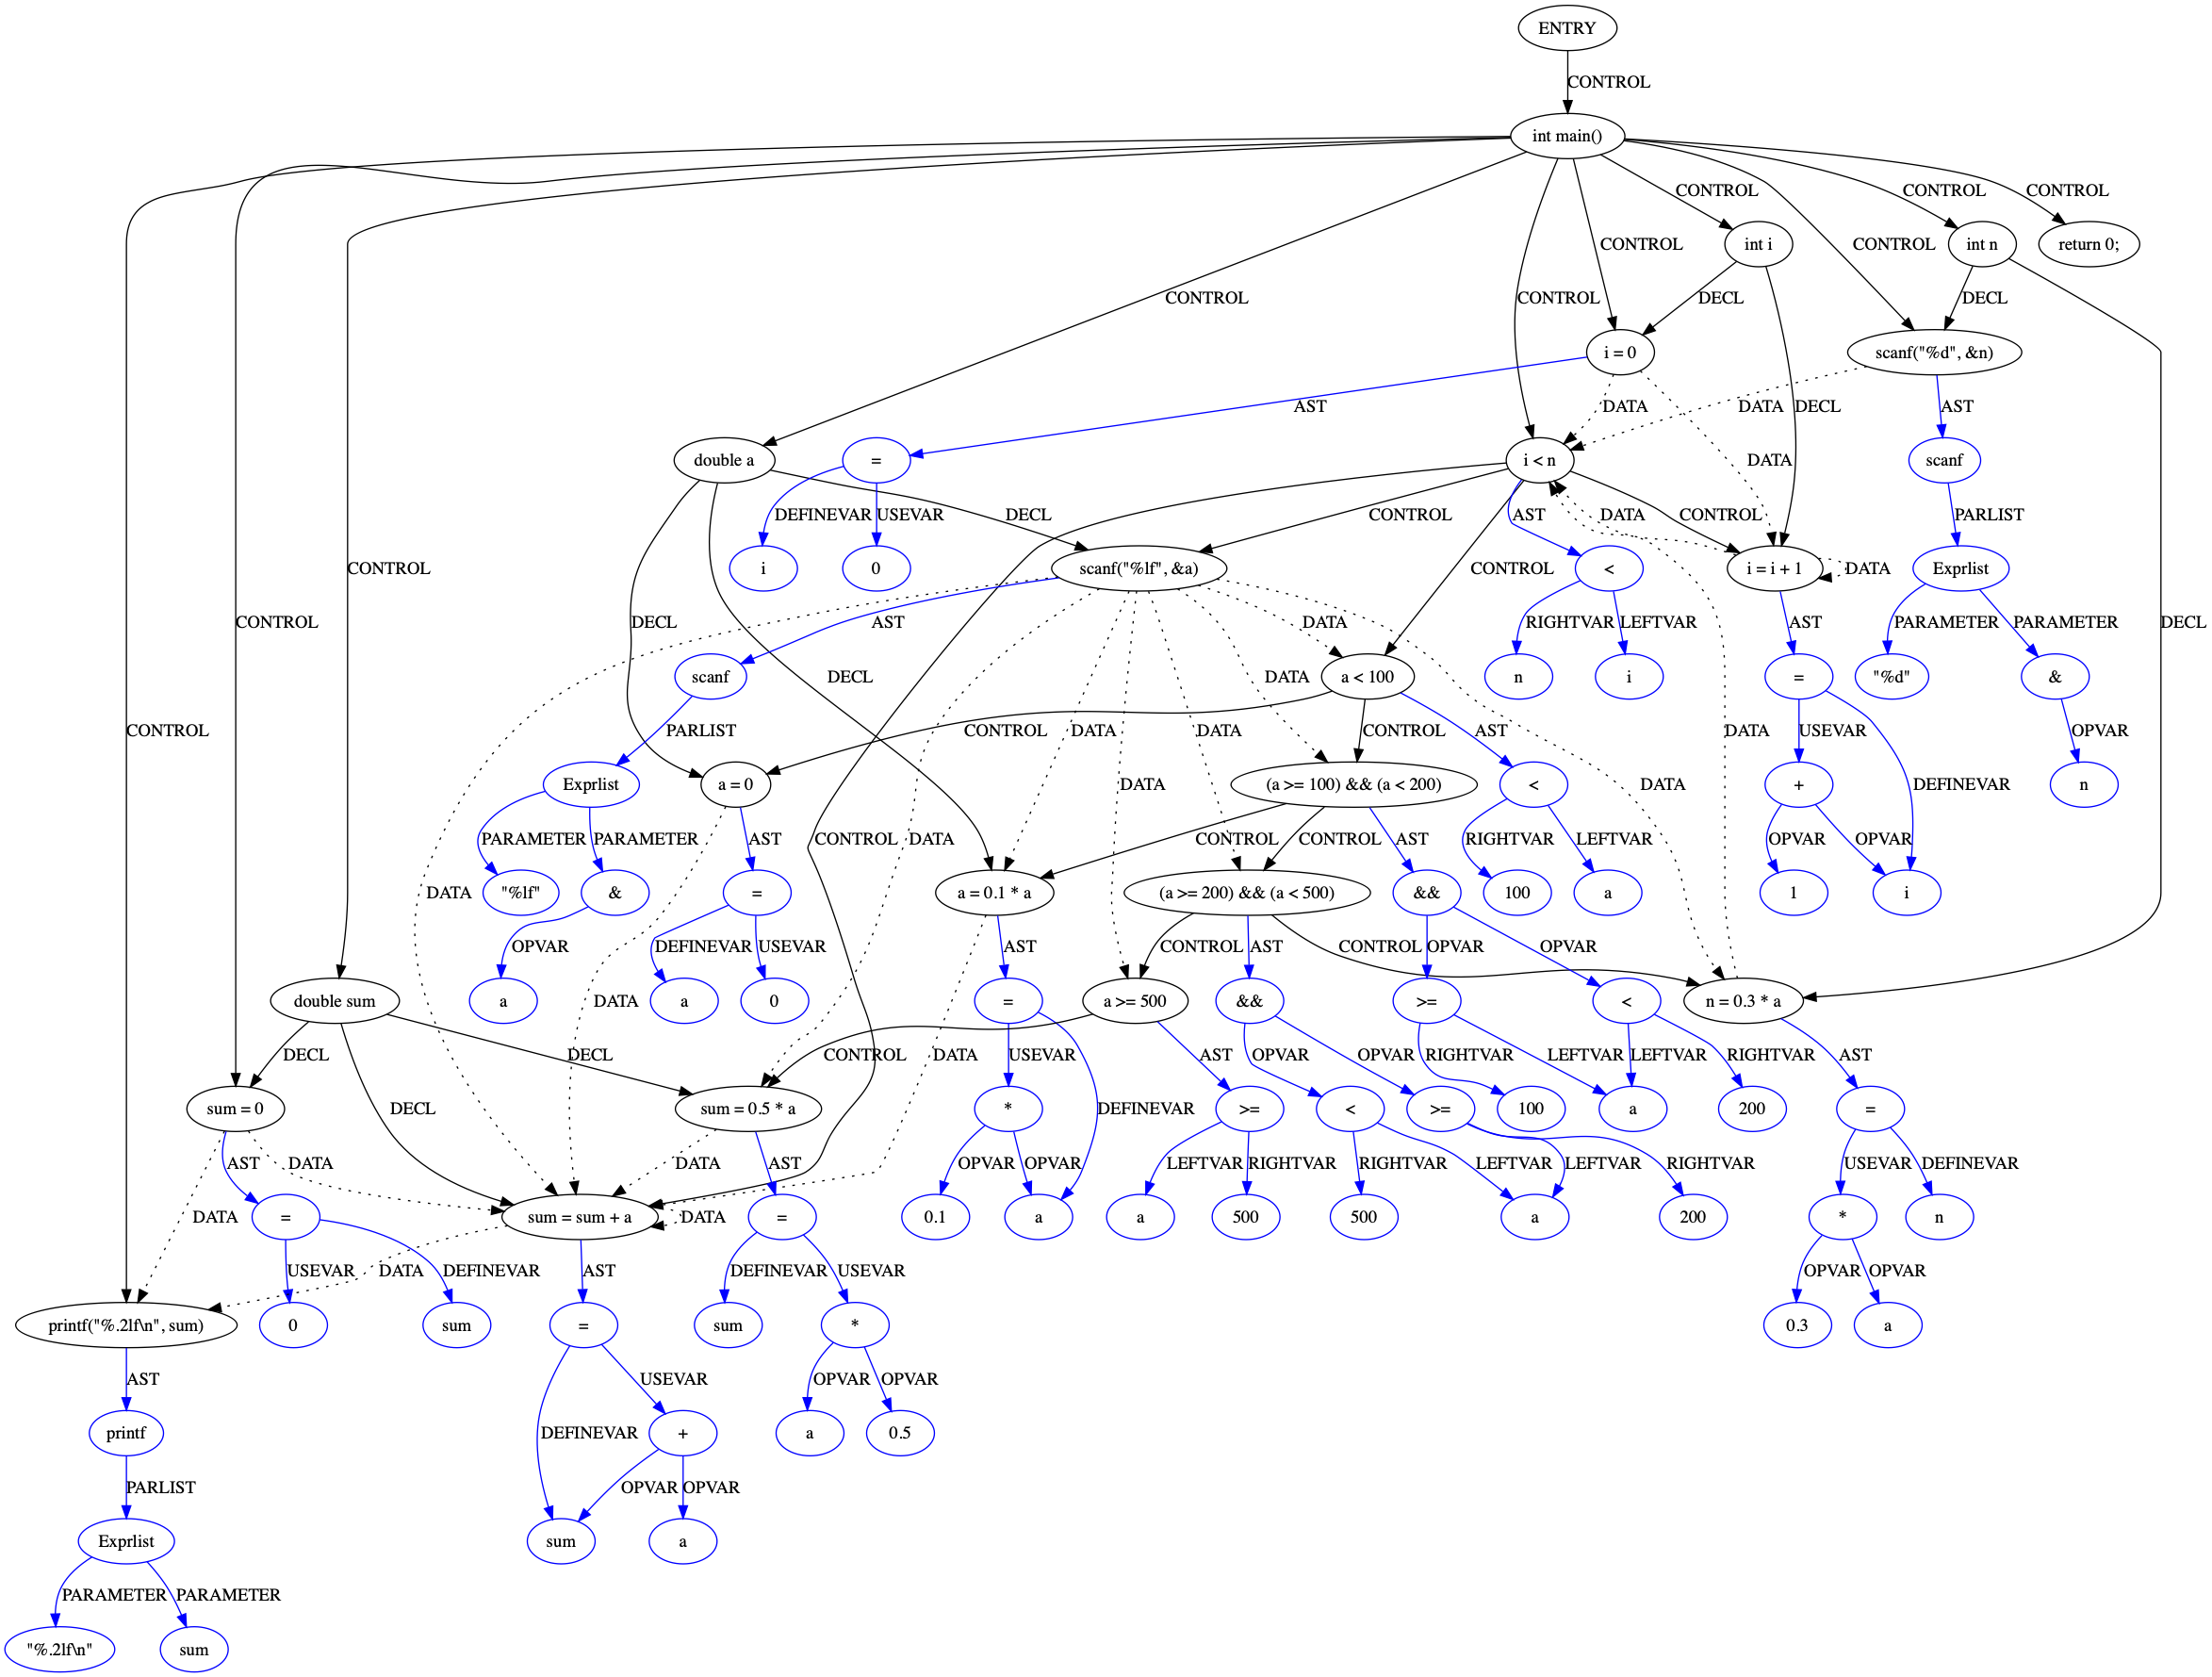 ENTRY
CONTROL
int main()
CONTROL CONTROL CONTROL
CONTROL CONTROL int i int n return 0;
CONTROL CONTROL DECL DECL
i = 0 scanf("%d", &n)
AST DATA DATA DECL AST
double a = i < n DATA scanf
DEFINEVAR USEVAR DECL CONTROL AST DATA CONTROL PARLIST
CONTROL i 0 scanf("%lf", &a) CONTROL < i = i + 1 DATA Exprlist
CONTROL DECL AST DATA RIGHTVAR LEFTVAR AST PARAMETER PARAMETER DECL
scanf DECL DATA a < 100 n i = "%d" &
CONTROL PARLIST DATA DATA CONTROL CONTROL AST DATA DATA USEVAR OPVAR
Exprlist a = 0 (a >= 100) && (a < 200) < + DEFINEVAR n
PARAMETER PARAMETER AST CONTROL DATA DATA CONTROL CONTROL AST RIGHTVAR LEFTVAR OPVAR OPVAR
DATA "%lf" & = a = 0.1 * a (a >= 200) && (a < 500) && 100 a 1 i
OPVAR DEFINEVAR USEVAR AST CONTROL AST CONTROL OPVAR OPVAR
double sum a DATA a 0 = a >= 500 && >= < n = 0.3 * a
DECL DECL CONTROL DATA USEVAR AST OPVAR OPVAR RIGHTVAR LEFTVAR LEFTVAR RIGHTVAR AST
sum = 0 DECL sum = 0.5 * a * DEFINEVAR >= < >= 100 a 200 =
AST DATA DATA AST OPVAR OPVAR LEFTVAR RIGHTVAR RIGHTVAR LEFTVAR LEFTVAR RIGHTVAR USEVAR DEFINEVAR
DATA = sum = sum + a DATA = 0.1 a a 500 500 a 200 * n
USEVAR DEFINEVAR DATA AST DEFINEVAR USEVAR OPVAR OPVAR
printf("%.2lf\n", sum) 0 sum = sum * 0.3 a
AST USEVAR OPVAR OPVAR
printf DEFINEVAR + a 0.5
PARLIST OPVAR OPVAR
Exprlist sum a
PARAMETER PARAMETER
"%.2lf\n" sum